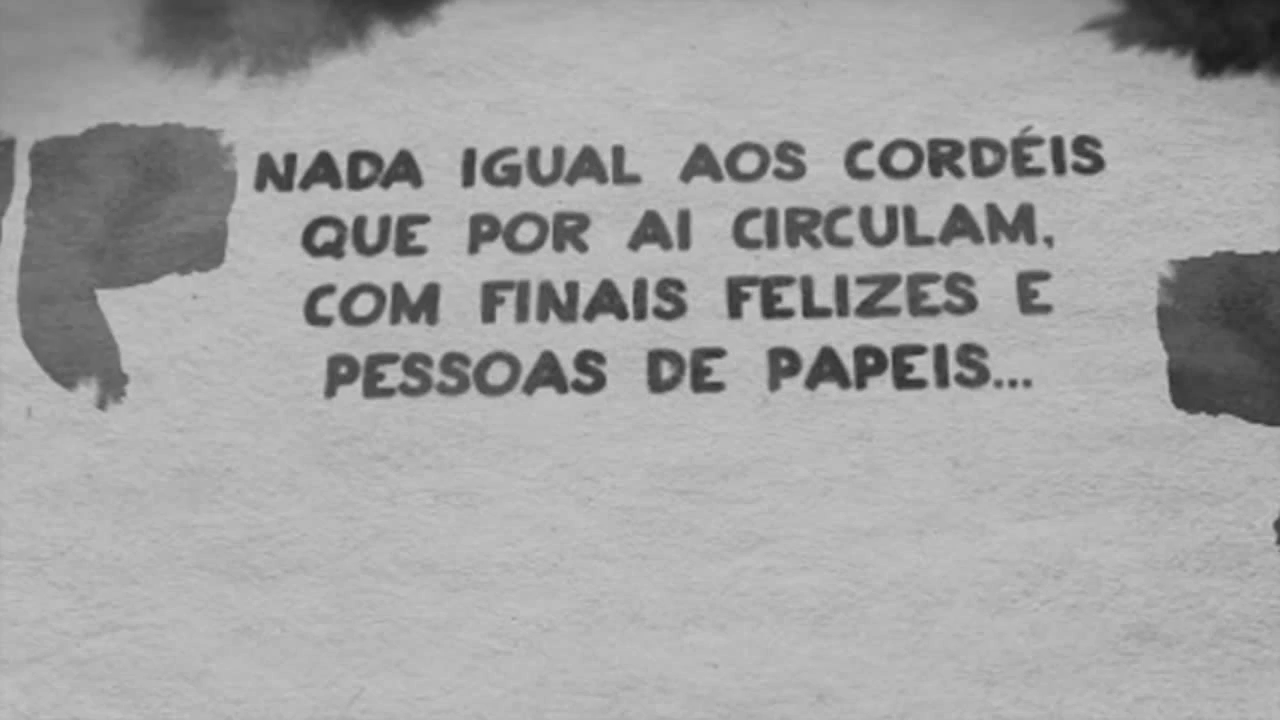 NADA IGUAL AOS CORDÉIS
QUE POR AI CIRCULAM,
COM FINAIS FELIZES E
PESSOAS DE PAPEIS...